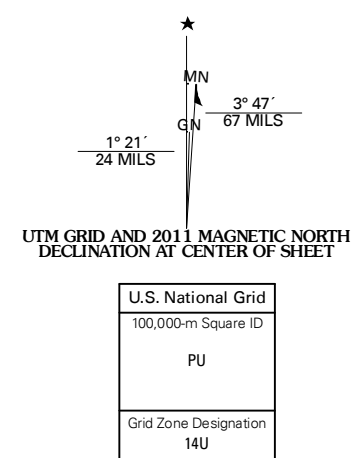 ★
MN
3° 47´
67 MILS
GN
1° 21´
24 MILS
UTM GRID AND 2011 MAGNETIC NORTH
DECLINATION AT CENTER OF SHEET
U.S. National Grid
100,000-m Square ID
PU
Grid Zone Designation
14U